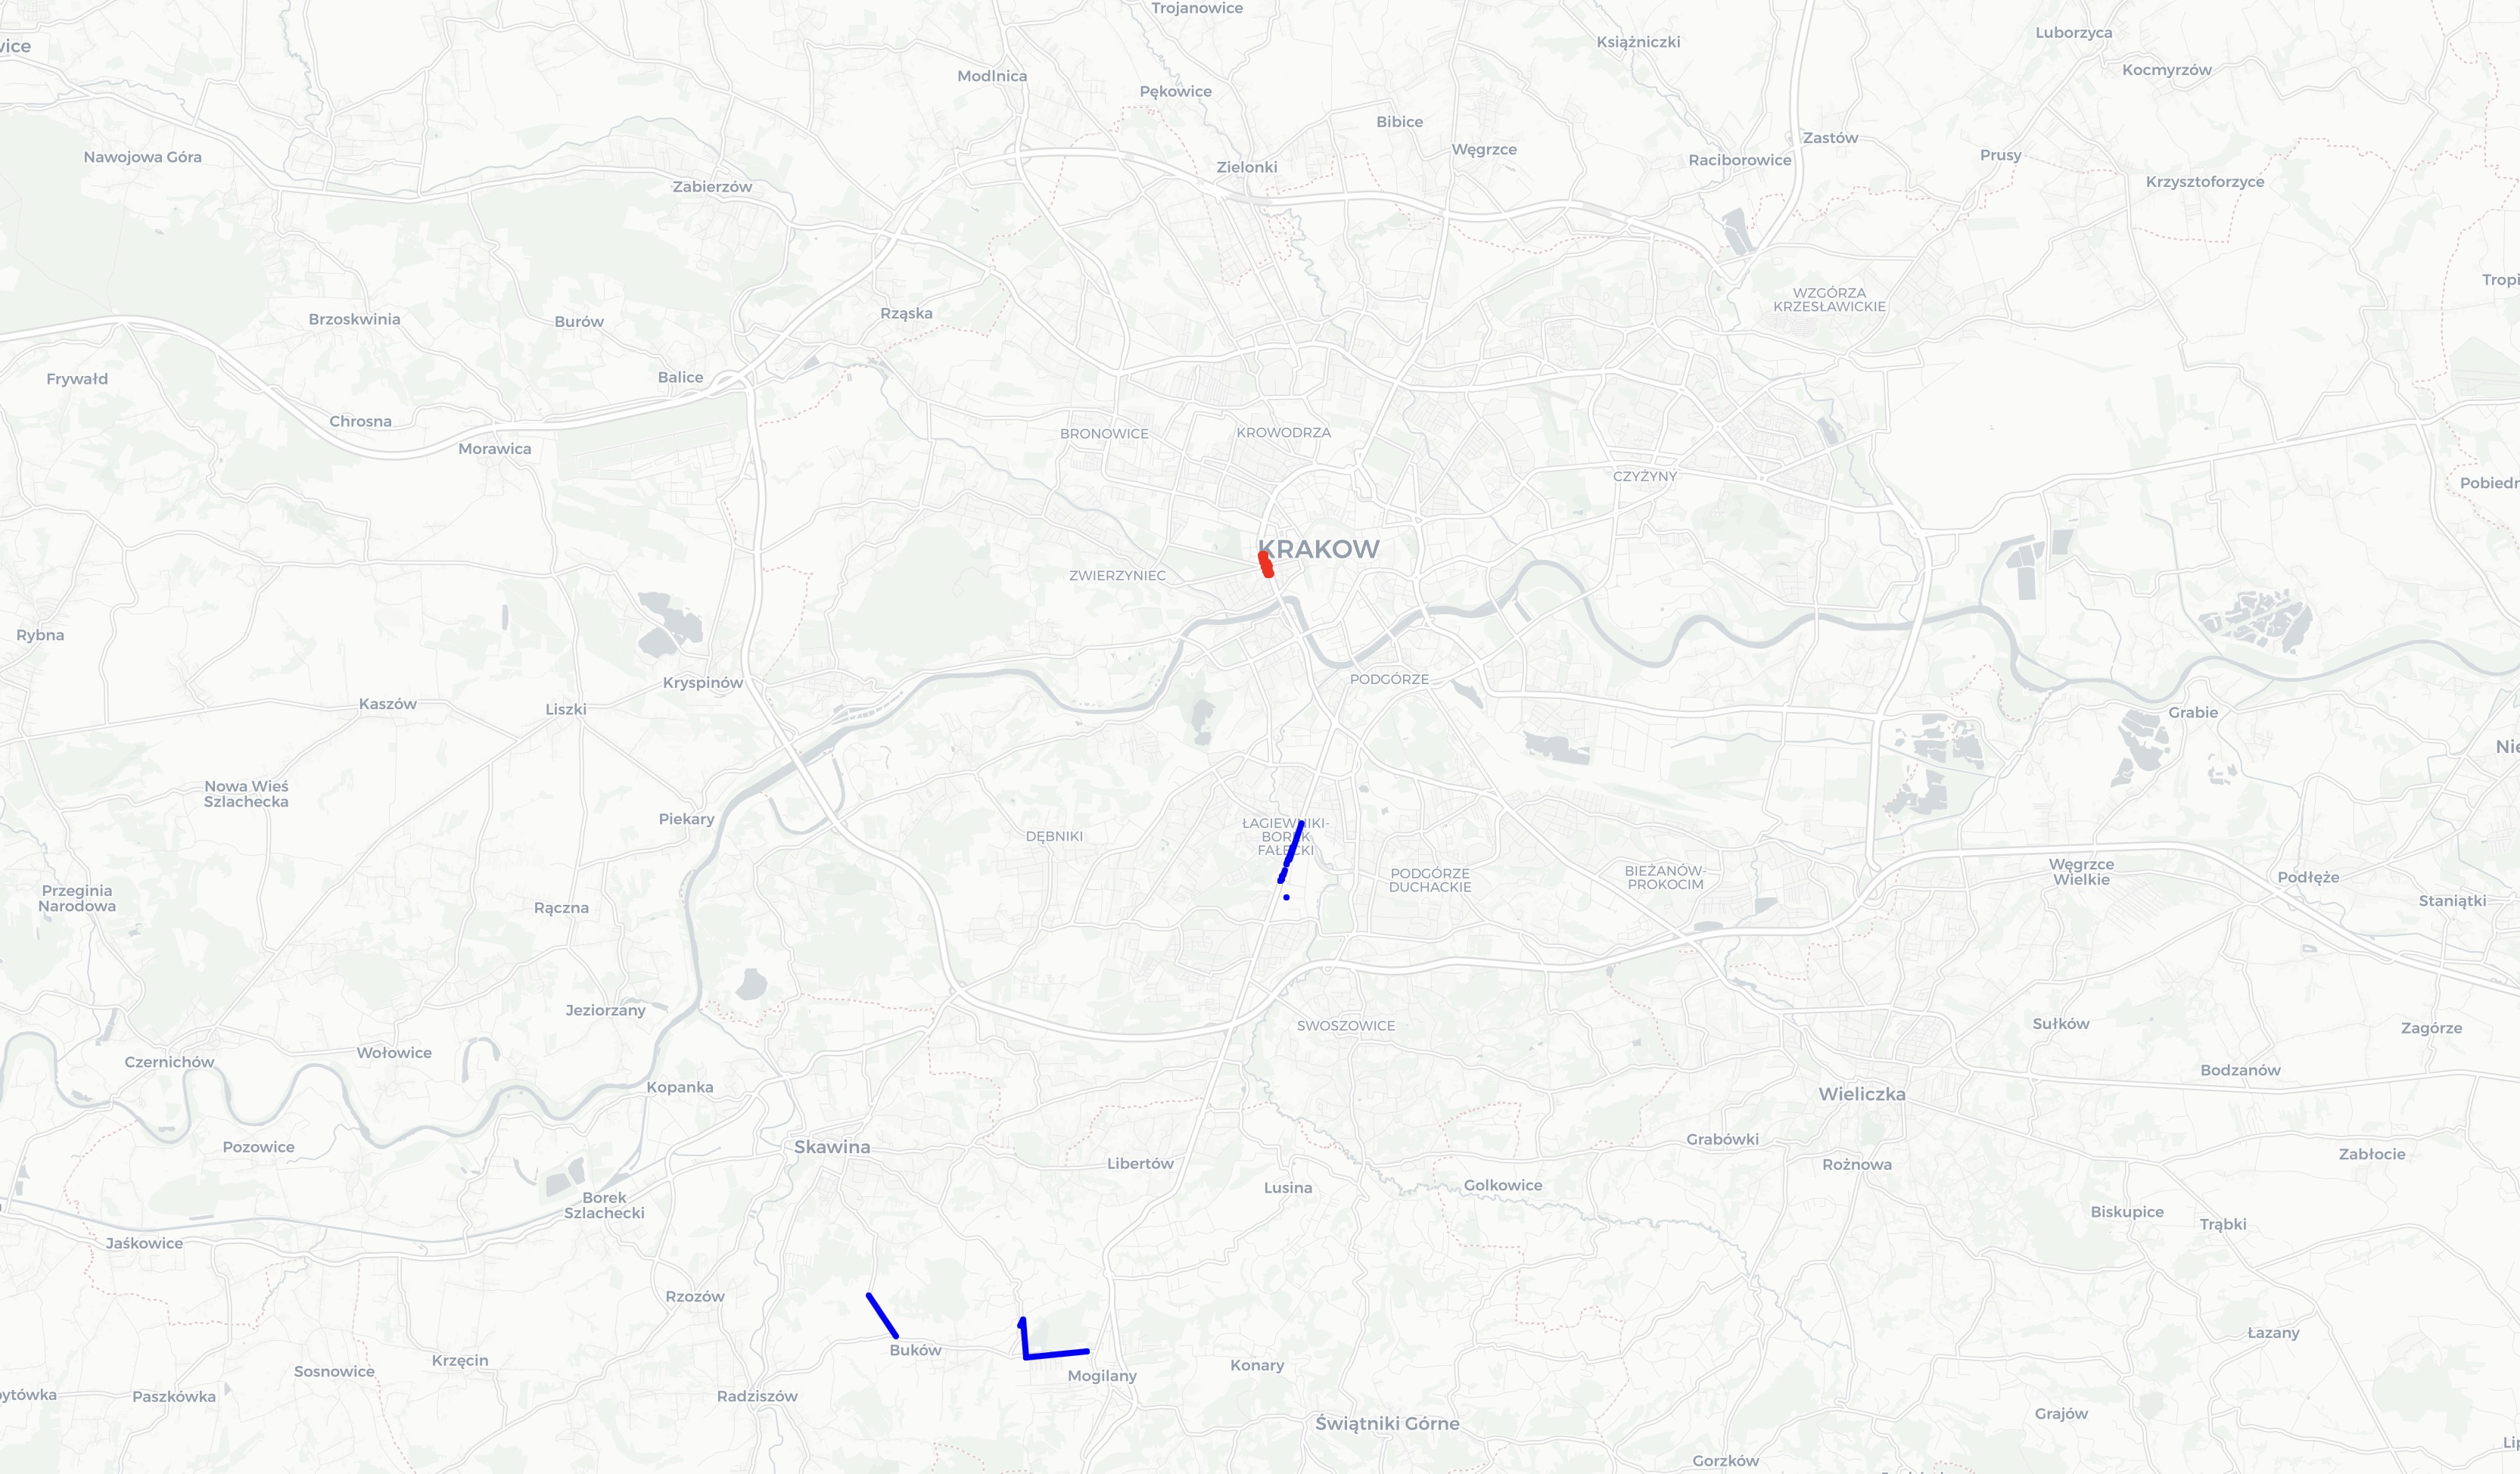 Trojanowice
Luborzyca
Książniczki
Modlnica
Kocmyrzów
Pękowice
Bibice
Zastów
Węgrzce
Prusy
Nawojowa Góra
Raciborowice
Zielonki
Krzysztoforzyce
Zabierzów
WZGÓRZA
KRZESŁAWICKIE
Rząska
Brzoskwinia
Burów
Balice
Frywałd
Chrosna
BRONOWICE
KROWODRZA
Morawica
CZYŻYNY
KRAKOW
ZWIERZYNIEC
Rybna
PODGÓRZE
Kryspinów
Kaszów
Liszki
Grabie
Nowa Wieś
Szlachecka
Piekary
ŁAGIEWNIKI-
BOREK
FAŁĘCKI
DĘBNIKI
PODGÓRZE
DUCHACKIE
BIEŻANÓW-
PROKOCIM
Węgrzce
Wielkie
Podłęże
Przeginia
Narodowa
Rączna
Staniątki
Jeziorzany
SWOSZOWICE
Sułków
Zagórze
Czernichów
Wołowice
Bodzanów
Kopanka
Wieliczka
Pozowice
Skawina
Grabówki
Zabłocie
Libertów
Rożnowa
Lusina
Golkowice
Borek
Szlachecki
Biskupice
Trąbki
Jaśkowice
Rzozów
Łazany
Buków
Krzęcin
Konary
Sosnowice
Mogilany
Paszkówka
Radziszów
Grajów
Świątniki Górne
Gorzków